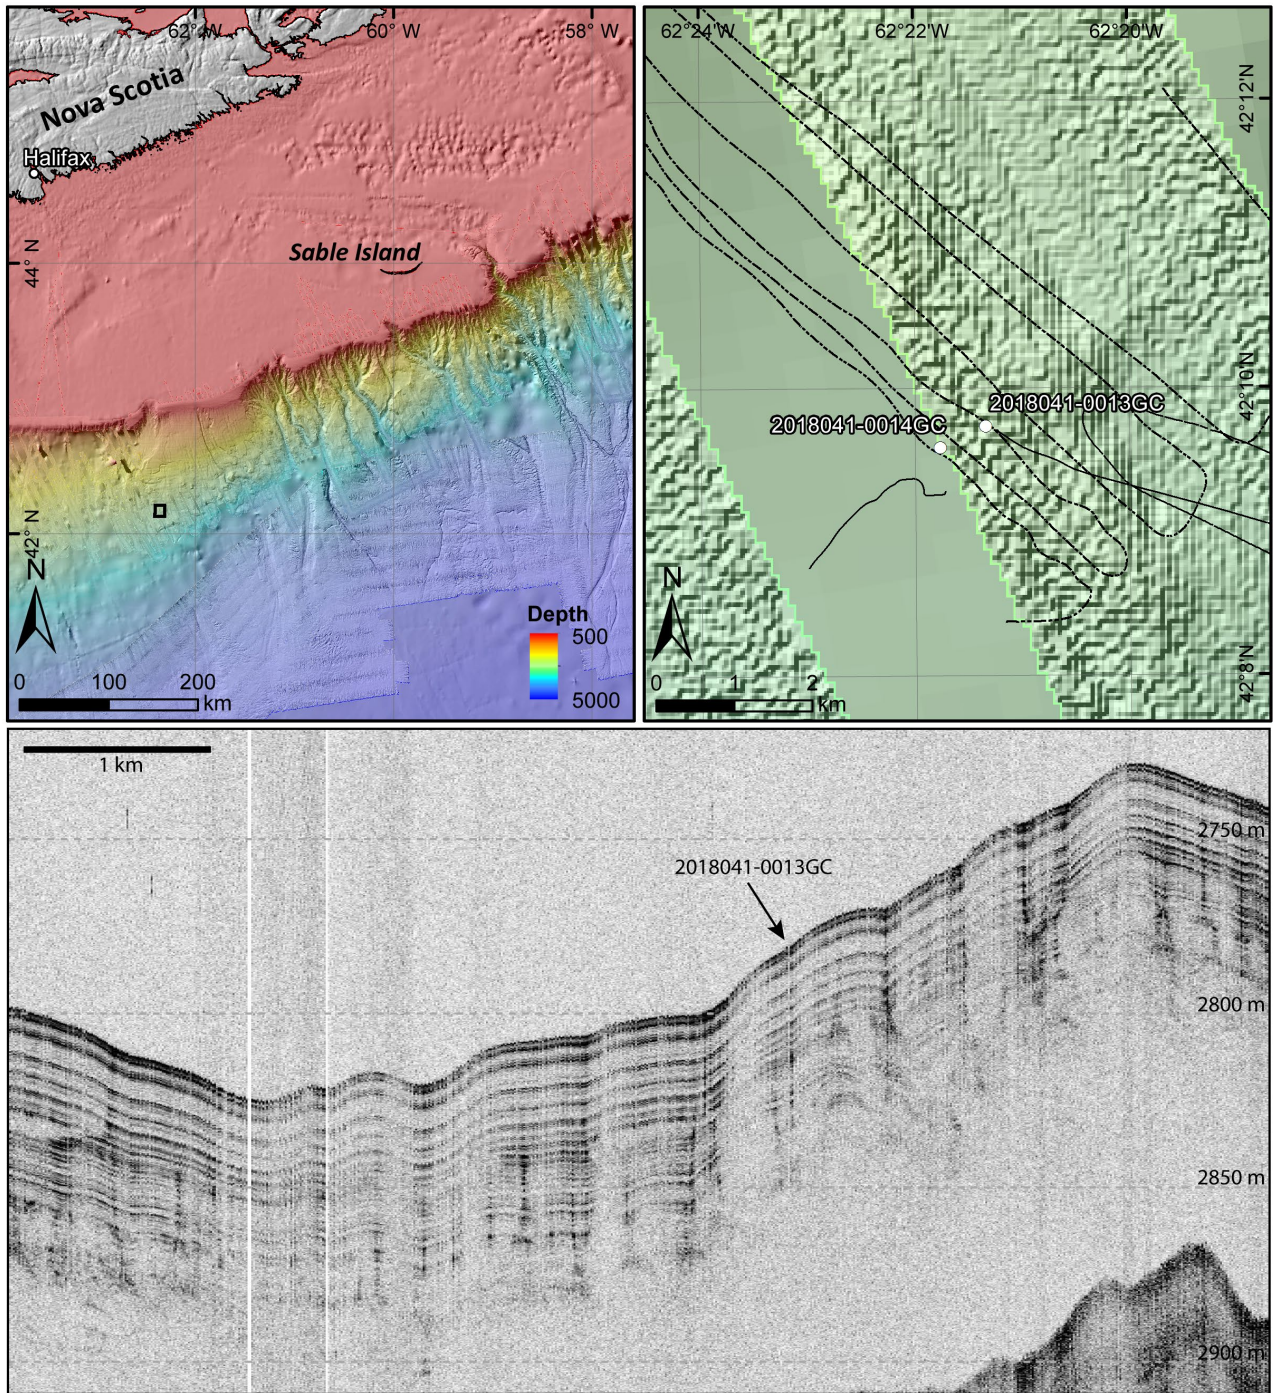 62° W
60° W
58° W
Nova Scotia
Halifax
Sable Island
44° N
42° N
N
Depth
500
5000
0
100
200
km
62°24'W
62°22'W
62°20'W
42°12'N
42°10'N
42°8'N
2018041-0013GC
2018041-0014GC
N
0
1
2
km
1 km
2018041-0013GC
2750 m
2800 m
2850 m
2900 m